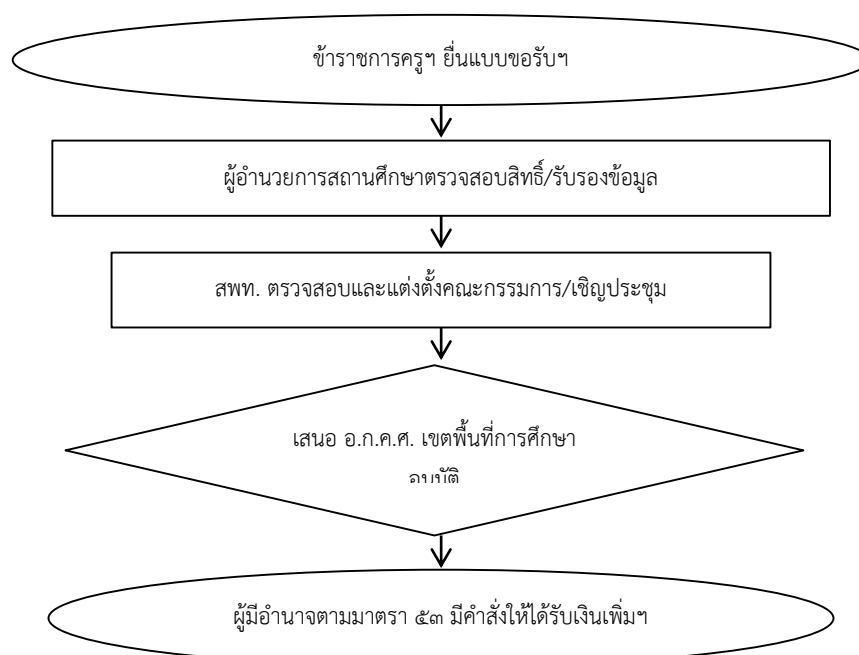 ข้าราชการครูฯ ยื่นแบบขอรับฯ
ผู้อำนวยการสถานศึกษาตรวจสอบสิทธิ์/รับรองข้อมูล
สพท. ตรวจสอบและแต่งตั้งคณะกรรมการ/เชิญประชุม
เสนอ อ.ก.ค.ศ. เขตพื้นที่การศึกษา
ผู้มีอำนาจตามมาตรา ๕๓ มีคำสั่งให้ได้รับเงินเพิ่มฯ